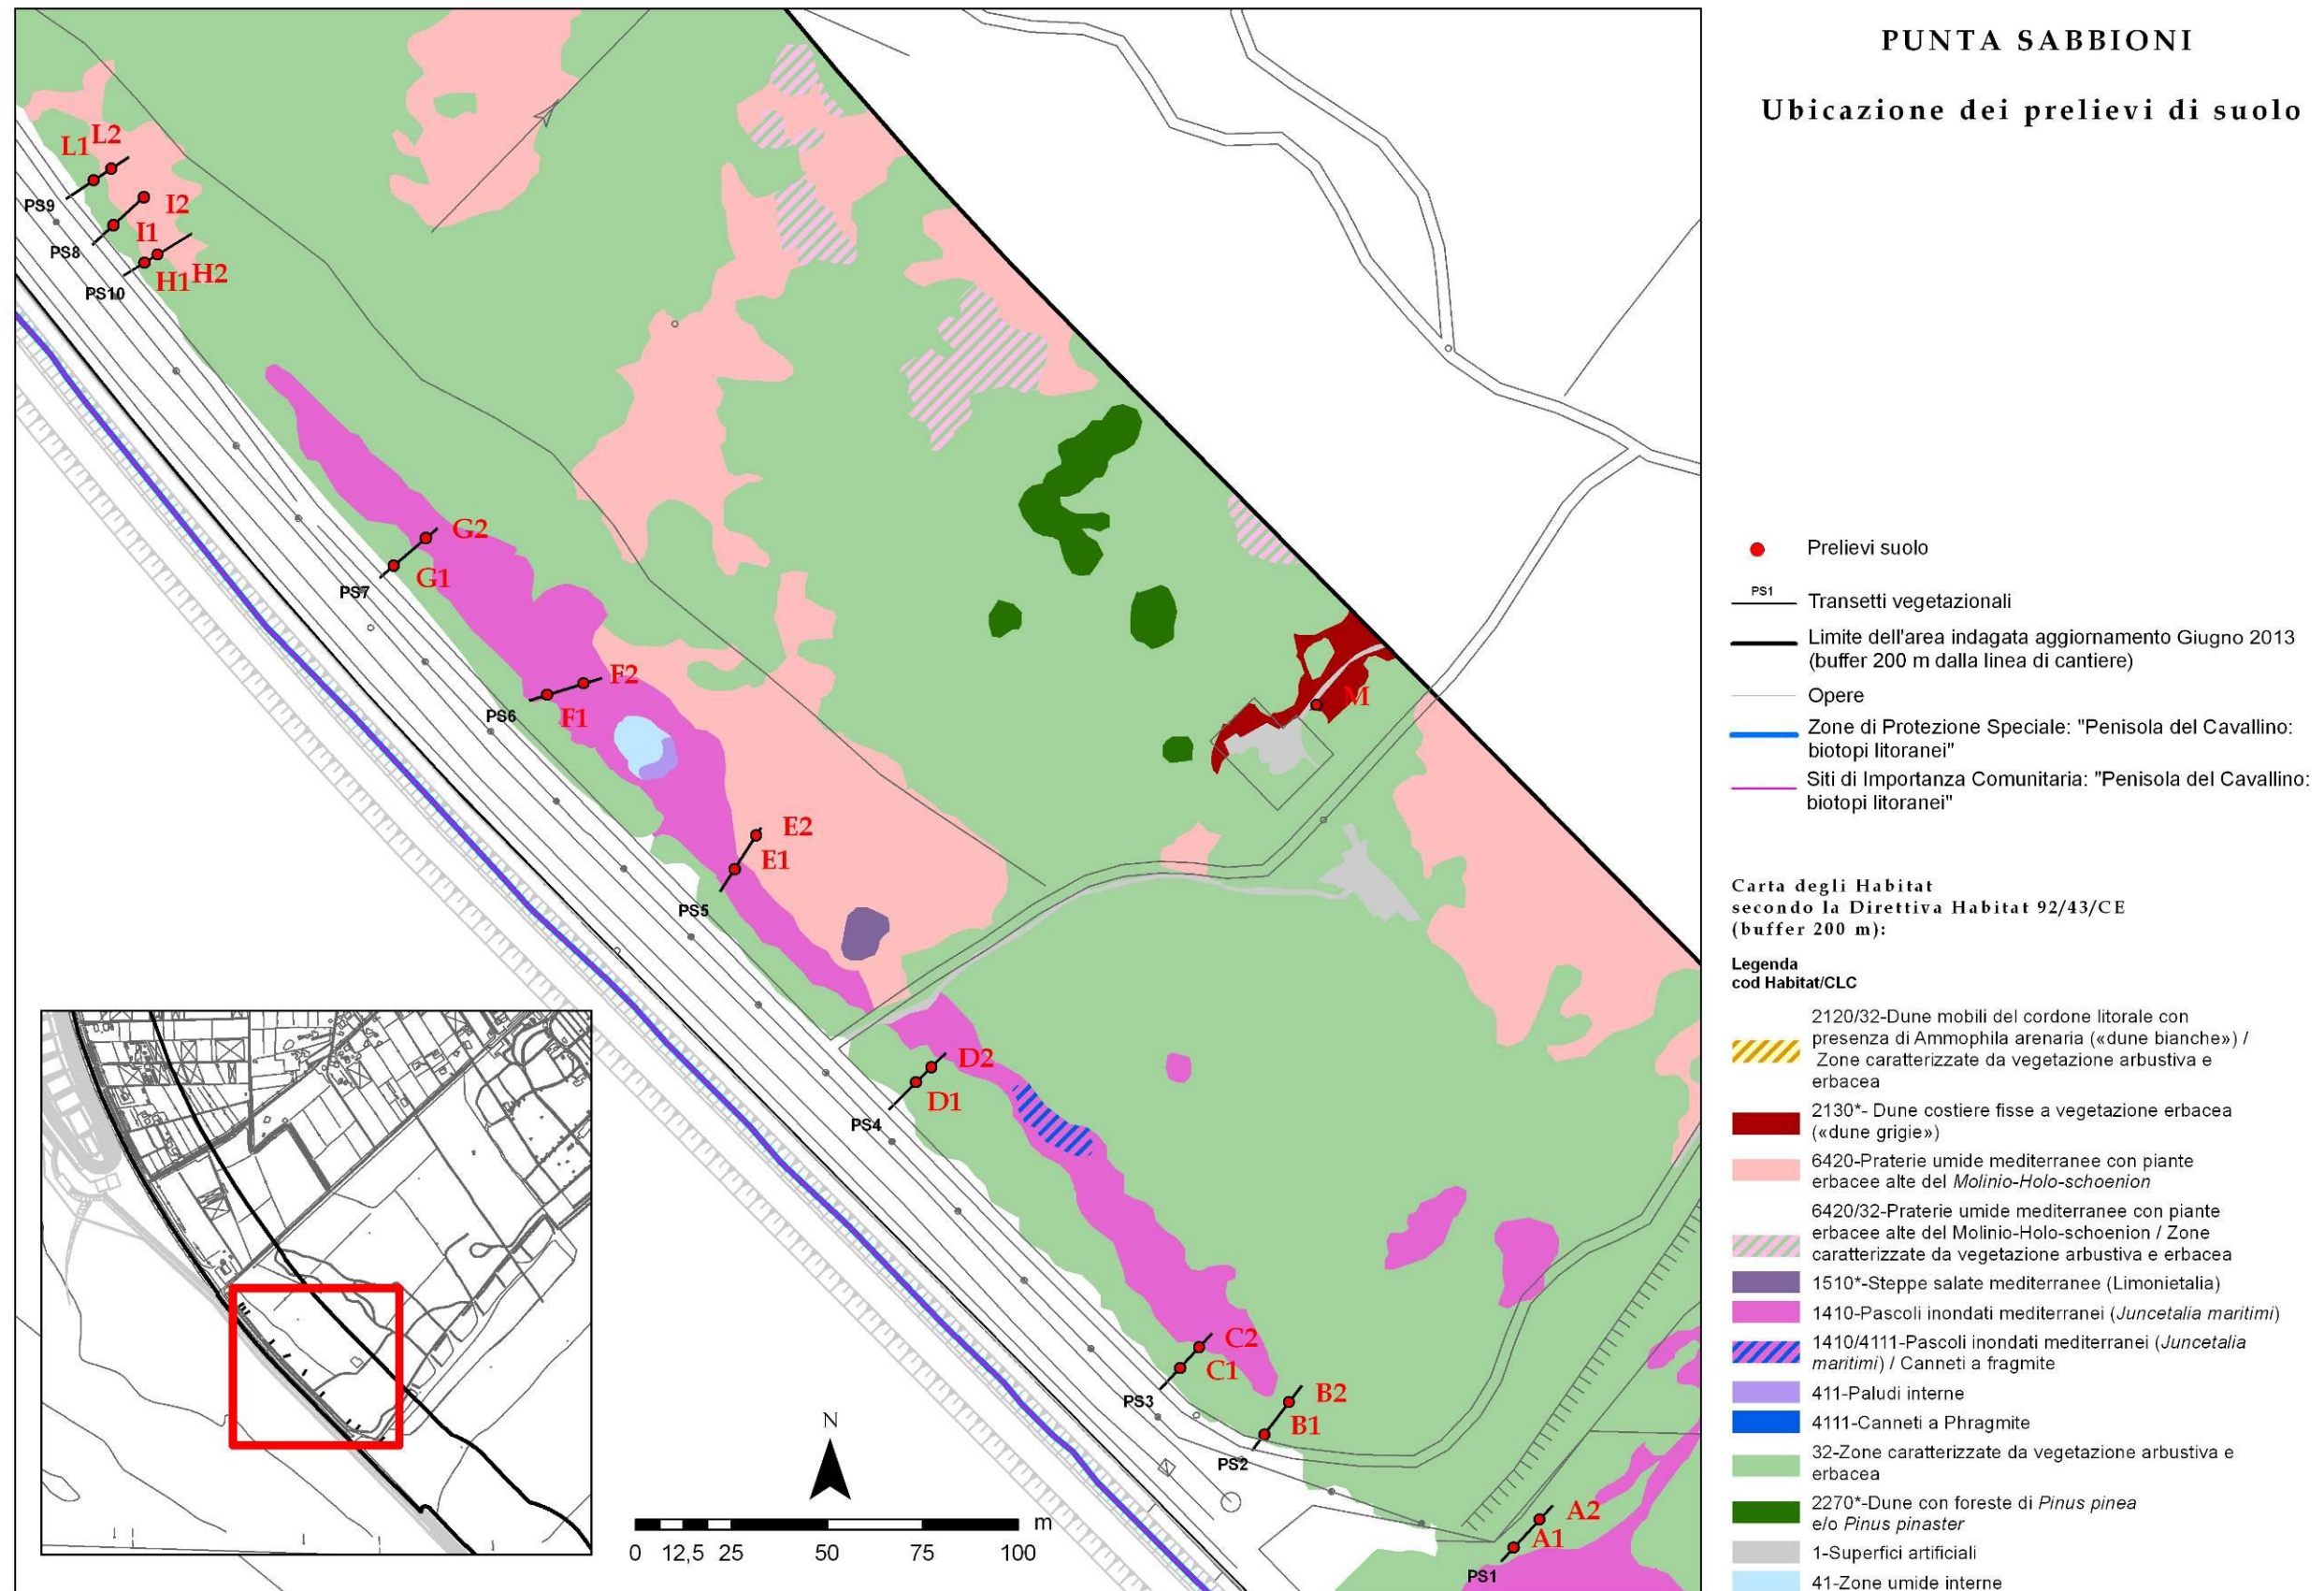 PUNTA SABBIONI
Ubicazione dei prelievi di suolo
L1
L2
PS9
I2
I1
PS8
H1
H2
PS10
G2
G1
PS7
F2
F1
PS6
M
E2
E1
PS5
D2
D1
PS4
C2
C1
PS3
B2
B1
PS2
A2
A1
PS1
N
m
0 12,5 25 50 75 100
Prelievi suolo
PS1
Transetti vegetazionali
Limite dell'area indagata aggiornamento Giugno 2013
(buffer 200 m dalla linea di cantiere)
Opere
Zone di Protezione Speciale: "Penisola del Cavallino:
biotopi litoranei"
Siti di Importanza Comunitaria: "Penisola del Cavallino:
biotopi litoranei"
Carta degli Habitat
secondo la Direttiva Habitat 92/43/CE
(buffer 200 m):
Legenda
cod Habitat/CLC
2120/32-Dune mobili del cordone litorale con
presenza di Ammophila arenaria («dune bianche») /
Zone caratterizzate da vegetazione arbustiva e
erbacea
2130*- Dune costiere fisse a vegetazione erbacea
(«dune grigie»)
6420-Praterie umide mediterranee con piante
erbacee alte del Molinio-Holo-schoenion
6420/32-Praterie umide mediterranee con piante
erbacee alte del Molinio-Holo-schoenion / Zone
caratterizzate da vegetazione arbustiva e erbacea
1510*-Steppe salate mediterranee (Limonietalia)
1410-Pascoli inondati mediterranei (Juncetalia maritimi)
1410/4111-Pascoli inondati mediterranei (Juncetalia
maritimi) / Canneti a fragmite
411-Paludi interne
4111-Canneti a Phragmite
32-Zone caratterizzate da vegetazione arbustiva e
erbacea
2270*-Dune con foreste di Pinus pinea
e/o Pinus pinaster
1-Superfici artificiali
41-Zone umide interne